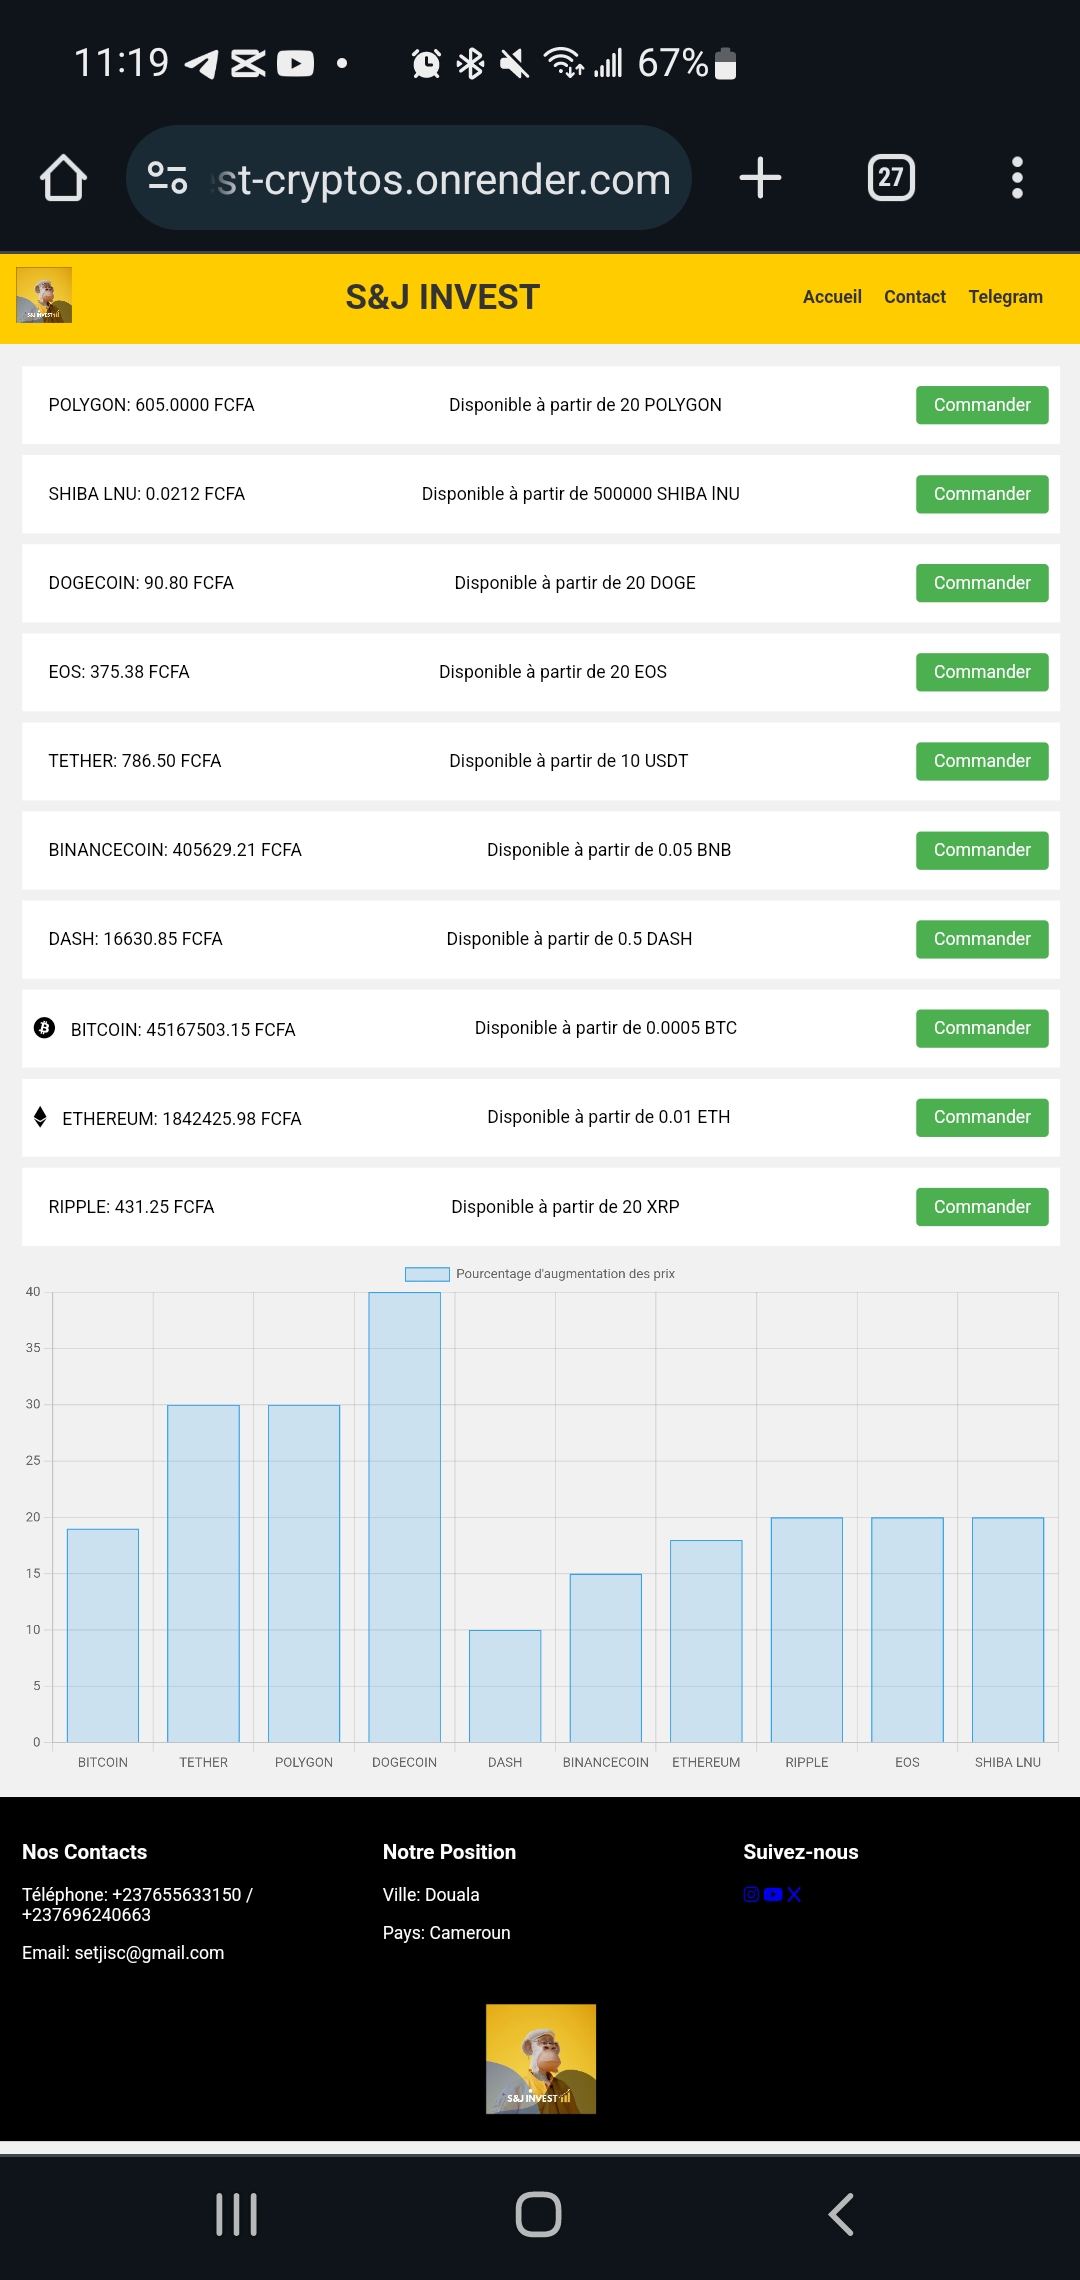 11:19
67%
st-cryptos.onrender.com
27
S&J INVEST
Accueil Contact Telegram
POLYGON: 605.0000 FCFA Disponible à partir de 20 POLYGON Commander
SHIBA LNU: 0.0212 FCFA Disponible à partir de 500000 SHIBA INU Commander
DOGECOIN: 90.80 FCFA Disponible à partir de 20 DOGE Commander
EOS: 375.38 FCFA Disponible à partir de 20 EOS Commander
TETHER: 786.50 FCFA Disponible à partir de 10 USDT Commander
BINANCECOIN: 405629.21 FCFA Disponible à partir de 0.05 BNB Commander
DASH: 16630.85 FCFA Disponible à partir de 0.5 DASH Commander
BITCOIN: 45167503.15 FCFA Disponible à partir de 0.0005 BTC Commander
ETHEREUM: 1842425.98 FCFA Disponible à partir de 0.01 ETH Commander
RIPPLE: 431.25 FCFA Disponible à partir de 20 XRP Commander
Pourcentage d'augmentation des prix
40
35
30
25
20
15
10
5
0
BITCOIN TETHER POLYGON DOGECOIN DASH BINANCECOIN ETHEREUM RIPPLE EOS SHIBA LNU
Nos Contacts
Téléphone: +237655633150 /
+237696240663
Email: setjisc@gmail.com
Notre Position
Ville: Douala
Pays: Cameroun
Suivez-nous
S&J INVEST